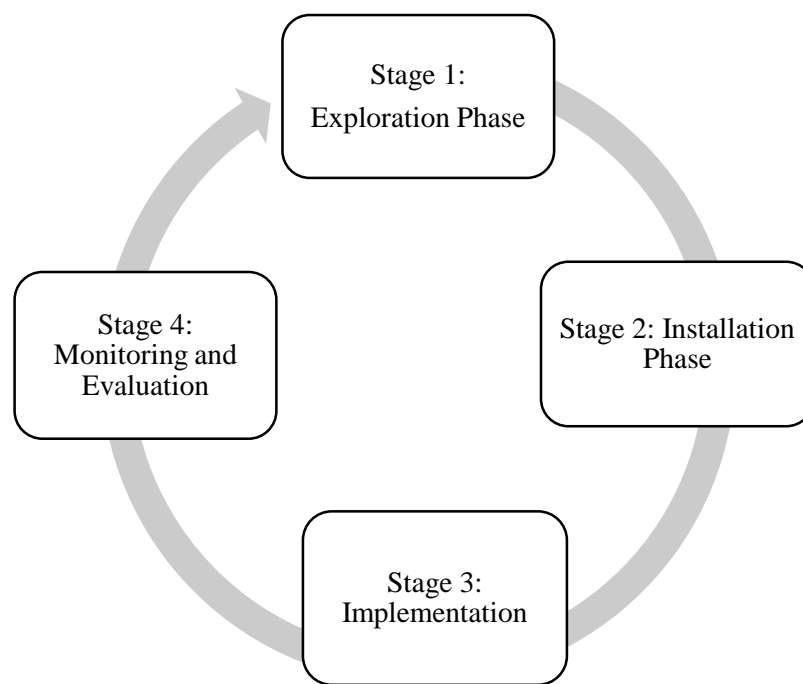 Stage 1:
Exploration Phase
Stage 2: Installation
Phase
Stage 3:
Implementation
Stage 4:
Monitoring and
Evaluation